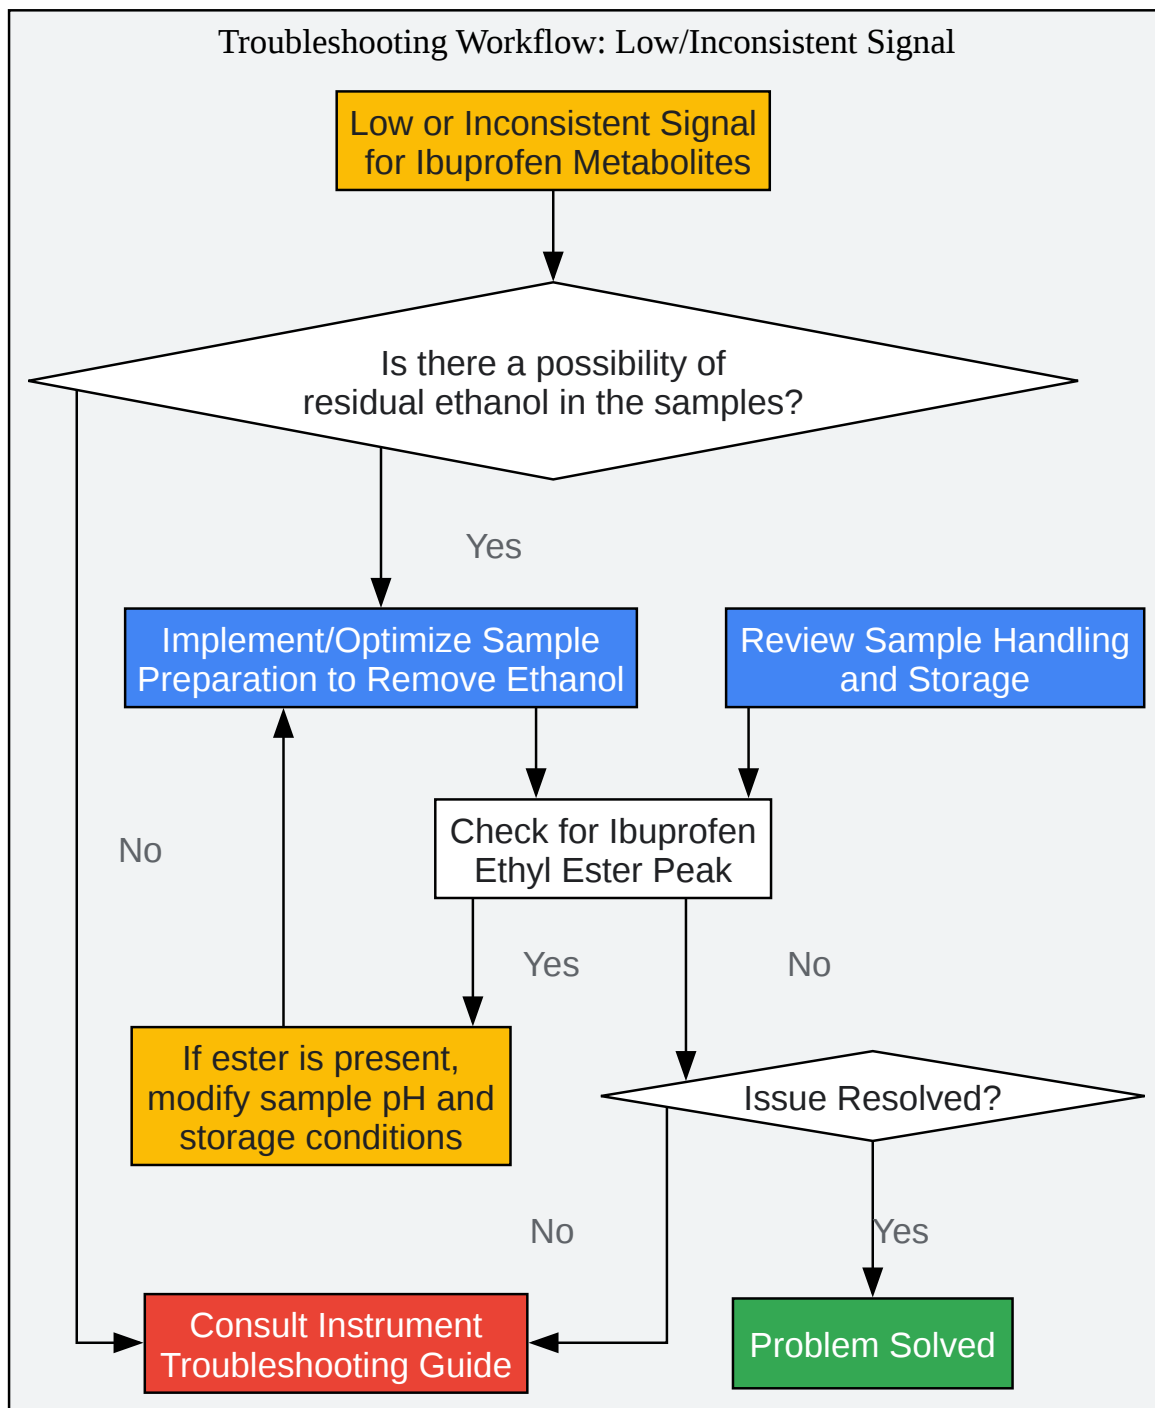 Troubleshooting Workflow: Low/Inconsistent Signal
Low or Inconsistent Signal
for Ibuprofen Metabolites
Is there a possibility of
residual ethanol in the samples?
Yes
Implement/Optimize Sample
Preparation to Remove Ethanol
Review Sample Handling
and Storage
No
Check for Ibuprofen
Ethyl Ester Peak
Yes
No
If ester is present,
modify sample pH and
storage conditions
Issue Resolved?
No
Yes
Consult Instrument
Troubleshooting Guide
Problem Solved